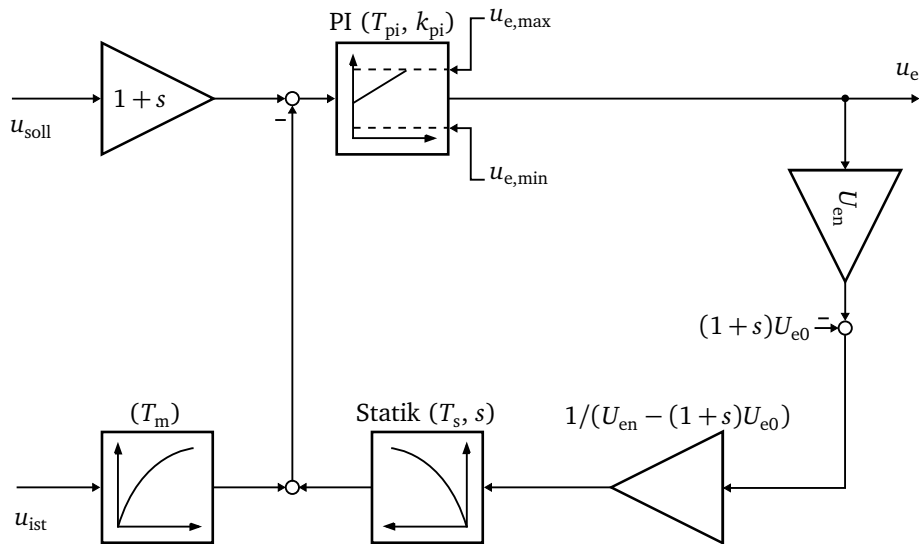 PI (T_pi, k_pi)
u_e,max
1 + s
u_soll
u_e
−
u_e,min
U_en
(1 + s)U_e0
−
(T_m)
Statik (T_s, s)
1/(U_en − (1 + s)U_e0)
u_ist